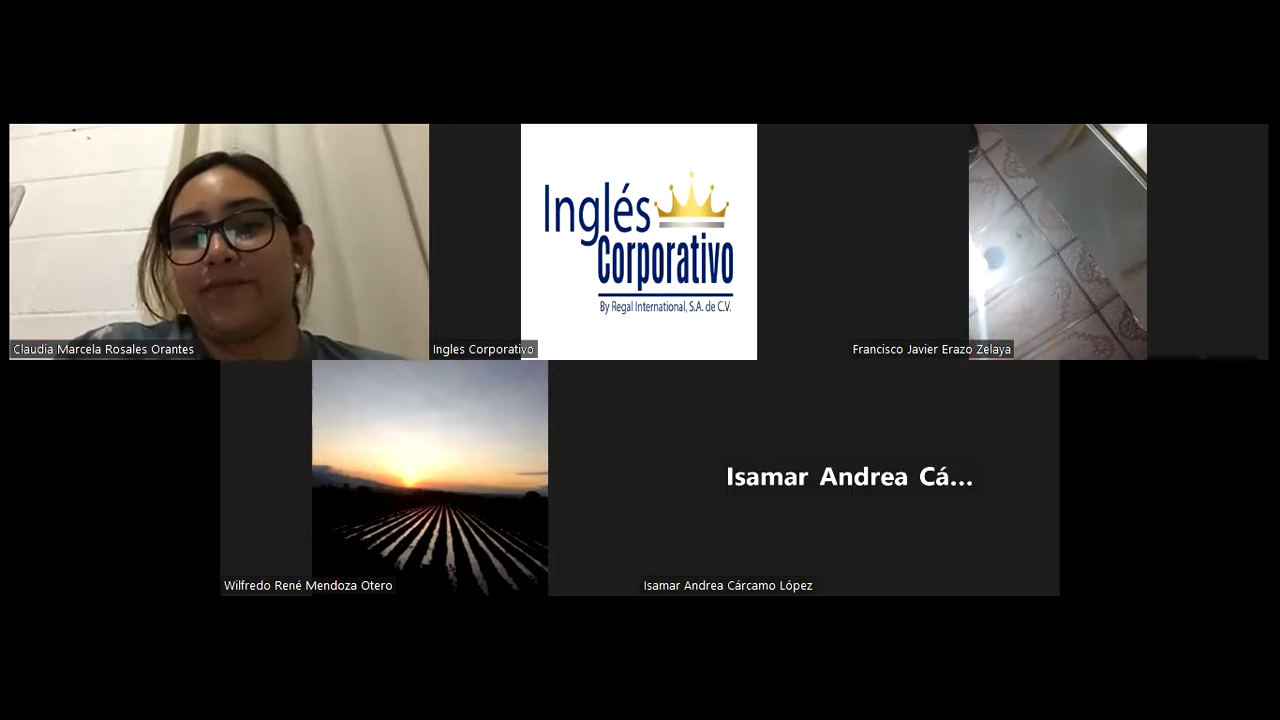 Inglés
Corporativo
By Regal International, S.A. de C.V.
Claudia Marcela Rosales Orantes
Ingles Corporativo
Francisco Javier Erazo Zelaya
Isamar Andrea Cá...
Wilfredo René Mendoza Otero
Isamar Andrea Cárcamo López